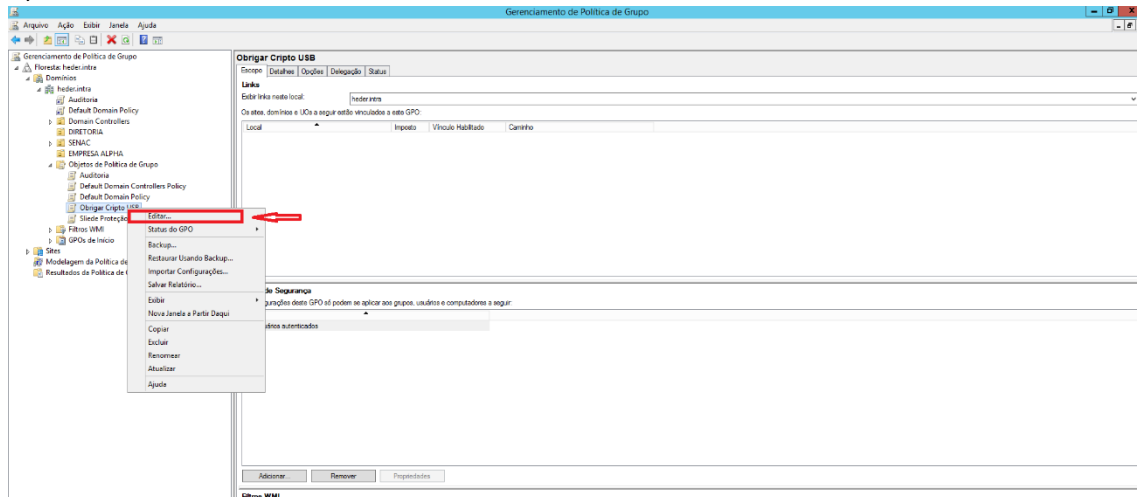 Gerenciamento de Política de Grupo
Arquivo Ação Exibir Janela Ajuda
Gerenciamento de Política de Grupo
Floresta: heder.intra
Domínios
heder.intra
Auditoria
Default Domain Policy
Domain Controllers
DIRETORIA
SENAC
EMPRESA ALPHA
Objetos de Política de Grupo
Auditoria
Default Domain Controllers Policy
Default Domain Policy
Obrigar Cripto USB
Sliede Proteção
Filtros WMI
GPOs de Início
Sites
Modelagem da Política de
Resultados da Política de
Editar...
Status do GPO
Backup...
Restaurar Usando Backup...
Importar Configurações...
Salvar Relatório...
Exibir
Nova Janela a Partir Daqui
Copiar
Excluir
Renomear
Atualizar
Ajuda
Obrigar Cripto USB
Escopo Detalhes Opções Delegação Status
Links
Exibir links neste local: heder.intra
Os sites, domínios e UOs a seguir estão vinculados a este GPO:
Local Imposto Vínculo Habilitado Caminho
de Segurança
gurações deste GPO só podem se aplicar aos grupos, usuários e computadores a seguir:
uários autenticados
Adicionar... Remover Propriedades
Filtros WMI